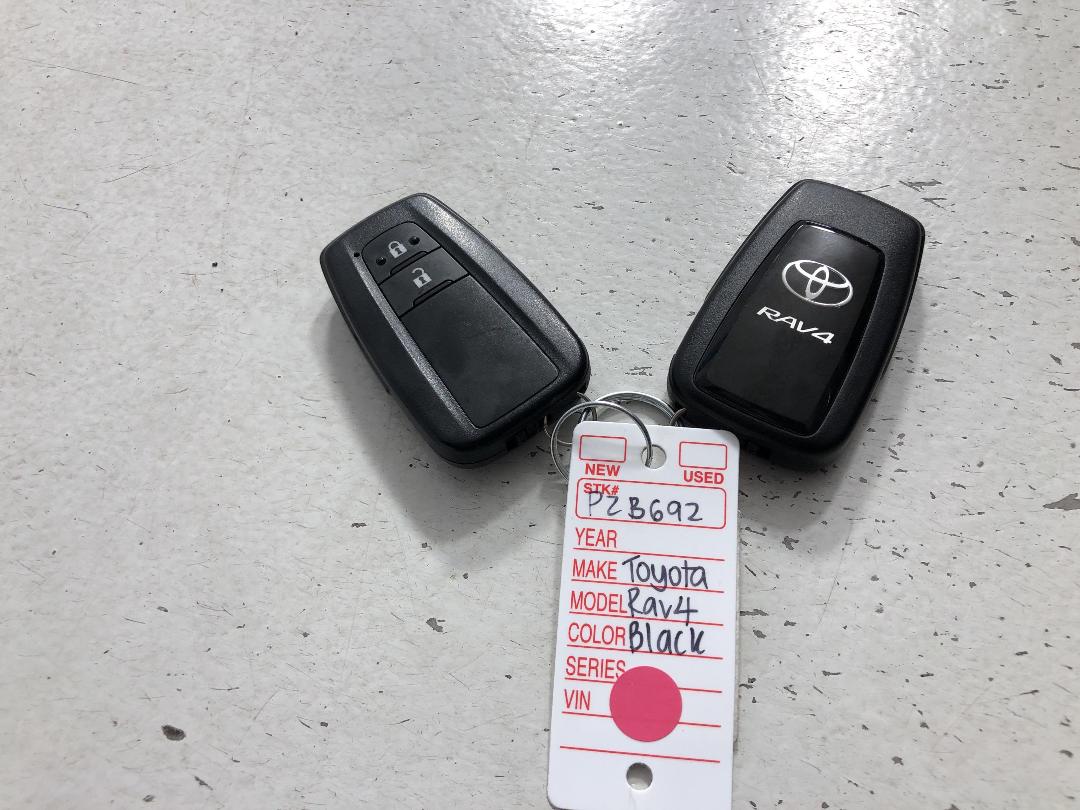 RAV4
NEW USED
STK#
PZB692
YEAR
MAKE Toyota
MODEL Rav4
COLOR Black
SERIES
VIN